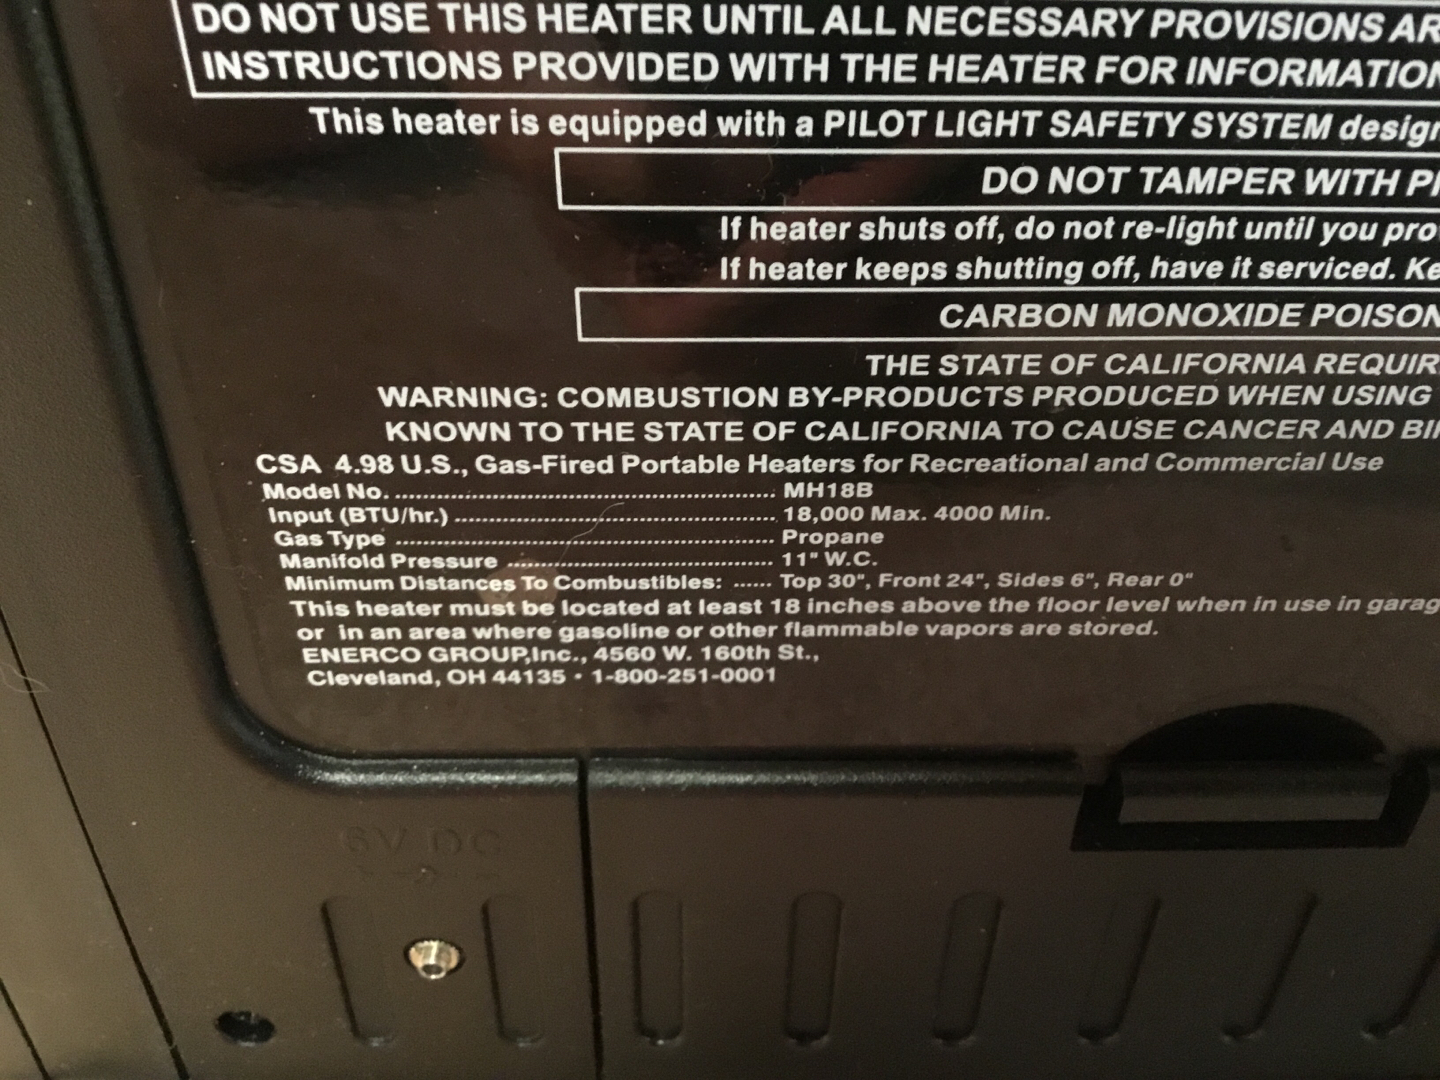 DO NOT USE THIS HEATER UNTIL ALL NECESSARY PROVISIONS AR
INSTRUCTIONS PROVIDED WITH THE HEATER FOR INFORMATION
This heater is equipped with a PILOT LIGHT SAFETY SYSTEM design
DO NOT TAMPER WITH PI
If heater shuts off, do not re-light until you pro
If heater keeps shutting off, have it serviced. Ke
CARBON MONOXIDE POISON
THE STATE OF CALIFORNIA REQUIR
WARNING: COMBUSTION BY-PRODUCTS PRODUCED WHEN USING
KNOWN TO THE STATE OF CALIFORNIA TO CAUSE CANCER AND BI
CSA 4.98 U.S., Gas-Fired Portable Heaters for Recreational and Commercial Use
Model No. ........................ MH18B
Input (BTU/hr.) ........................ 18,000 Max. 4000 Min.
Gas Type ........................ Propane
Manifold Pressure ........................ 11" W.C.
Minimum Distances To Combustibles: ...... Top 30", Front 24", Sides 6", Rear 0"
This heater must be located at least 18 inches above the floor level when in use in garag
or in an area where gasoline or other flammable vapors are stored.
ENERCO GROUP,Inc., 4560 W. 160th St.,
Cleveland, OH 44135 • 1-800-251-0001
6V DC